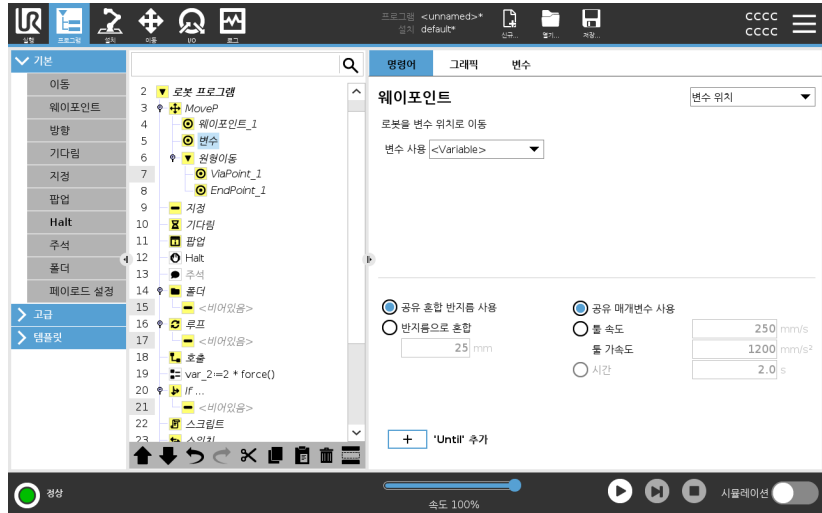 프로그램 <unnamed>*
설치 default*
cccc
cccc
실행
프로그램
설치
이동
I/O
로그
신규...
열기...
저장...
기본
이동
웨이포인트
방향
기다림
지정
팝업
Halt
주석
폴더
페이로드 설정
고급
템플릿
2 로봇 프로그램
3 MoveP
4 웨이포인트_1
5 변수
6 원형이동
7 ViaPoint_1
8 EndPoint_1
9 지정
10 기다림
11 팝업
12 Halt
13 주석
14 폴더
15 <비어있음>
16 루프
17 <비어있음>
18 호출
19 var_2:=2 * force()
20 If ...
21 <비어있음>
22 스크립트
23 스위치
명령어 그래픽 변수
웨이포인트
변수 위치
로봇을 변수 위치로 이동
변수 사용 <Variable>
공유 혼합 반지름 사용
반지름으로 혼합
25 mm
공유 매개변수 사용
툴 속도 250 mm/s
툴 가속도 1200 mm/s²
시간 2.0 s
+ 'Until' 추가
정상
속도 100%
시뮬레이션